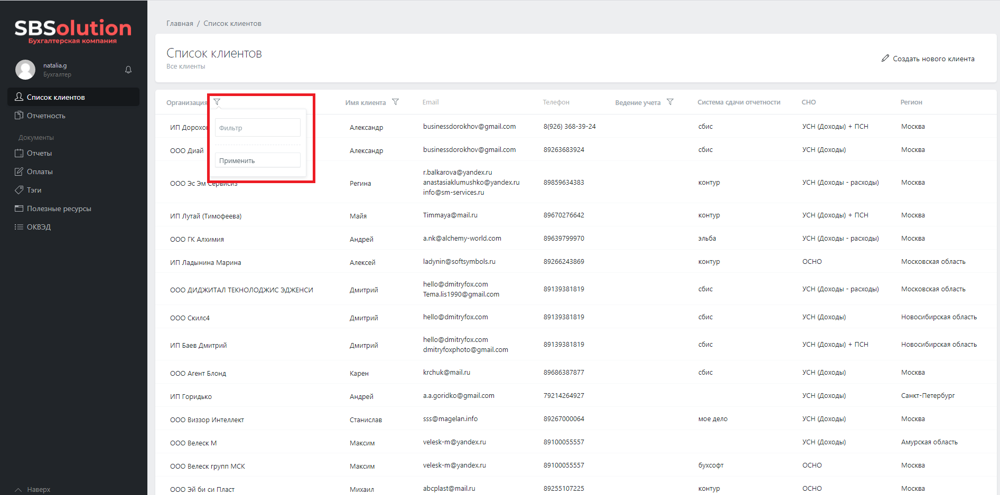 SBSolution
Бухгалтерская компания
natalia.g
Бухгалтер
Список клиентов
Отчетность
Документы
Отчеты
Оплаты
Тэги
Полезные ресурсы
ОКВЭД
Наверх
Главная / Список клиентов
Список клиентов
Все клиенты
Создать нового клиента
Организация Имя клиента Email Телефон Ведение учета Система сдачи отчетности СНО Регион
Фильтр
Применить
ИП Дорохо Александр businessdorokhov@gmail.com 8(926) 368-39-24 сбис УСН (Доходы) + ПСН Москва
ООО Диай Александр businessdorokhov@gmail.com 89263683924 сбис УСН (Доходы) Москва
ООО Эс Эм Сервисиз Регина r.balkarova@yandex.ru 89859634383 контур УСН (Доходы - расходы) Москва
anastasiaklumushko@yandex.ru
info@sm-services.ru
ИП Лутай (Тимофеева) Майя Timmaya@mail.ru 89670276642 контур УСН (Доходы) + ПСН Москва
ООО ГК Алхимия Андрей a.nk@alchemy-world.com 89639799970 эльба УСН (Доходы - расходы) Москва
ИП Ладынина Марина Алексей ladynin@softsymbols.ru 89266243869 контур ОСНО Московская область
ООО ДИДЖИТАЛ ТЕКНОЛОДЖИС ЭДЖЕНСИ Дмитрий hello@dmitryfox.com 89139381819 сбис УСН (Доходы - расходы) Московская область
Tema.lis1990@gmail.com
ООО Скилс4 Дмитрий hello@dmitryfox.com 89139381819 сбис УСН (Доходы) Новосибирская область
ИП Баев Дмитрий Дмитрий hello@dmitryfox.com 89139381819 сбис УСН (Доходы) + ПСН Новосибирская область
dmitryfoxphoto@gmail.com
ООО Агент Блонд Карен krchuk@mail.ru 89686387877 сбис УСН (Доходы) Москва
ИП Горидько Андрей a.a.goridko@gmail.com 79214264927 УСН (Доходы) Санкт-Петербург
ООО Виззор Интеллект Станислав sss@magelan.info 89267000064 мое дело УСН (Доходы) Москва
ООО Велеск М Максим velesk-m@yandex.ru 89100055557 УСН (Доходы) Амурская область
ООО Велеск групп МСК Максим velesk-m@yandex.ru 89100055557 бухсофт ОСНО Москва
ООО Эй би си Пласт Михаил abcplast@mail.ru 89255107225 контур ОСНО Москва